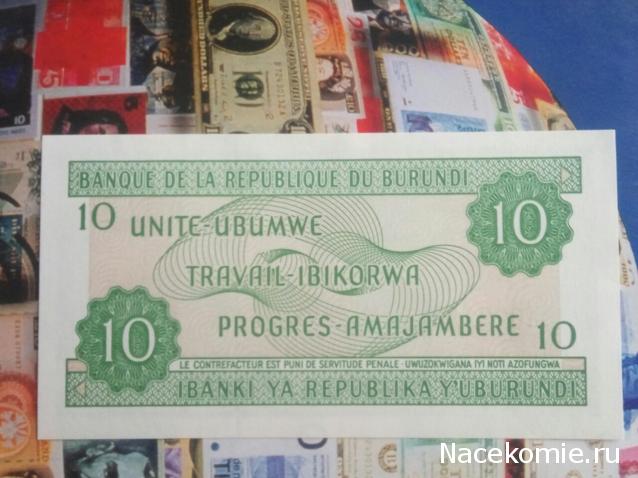 BANQUE DE LA REPUBLIQUE DU BURUNDI
10
10
UNITE-UBUMWE
TRAVAIL-IBIKORWA
PROGRES-AMAJAMBERE
10
10
LE CONTREFACTEUR EST PUNI DE SERVITUDE PENALE - UWUZOKWIGANA IYI NOTI AZOFUNGWA
IBANKI YA REPUBLIKA Y'UBURUNDI
Nacekomie.ru